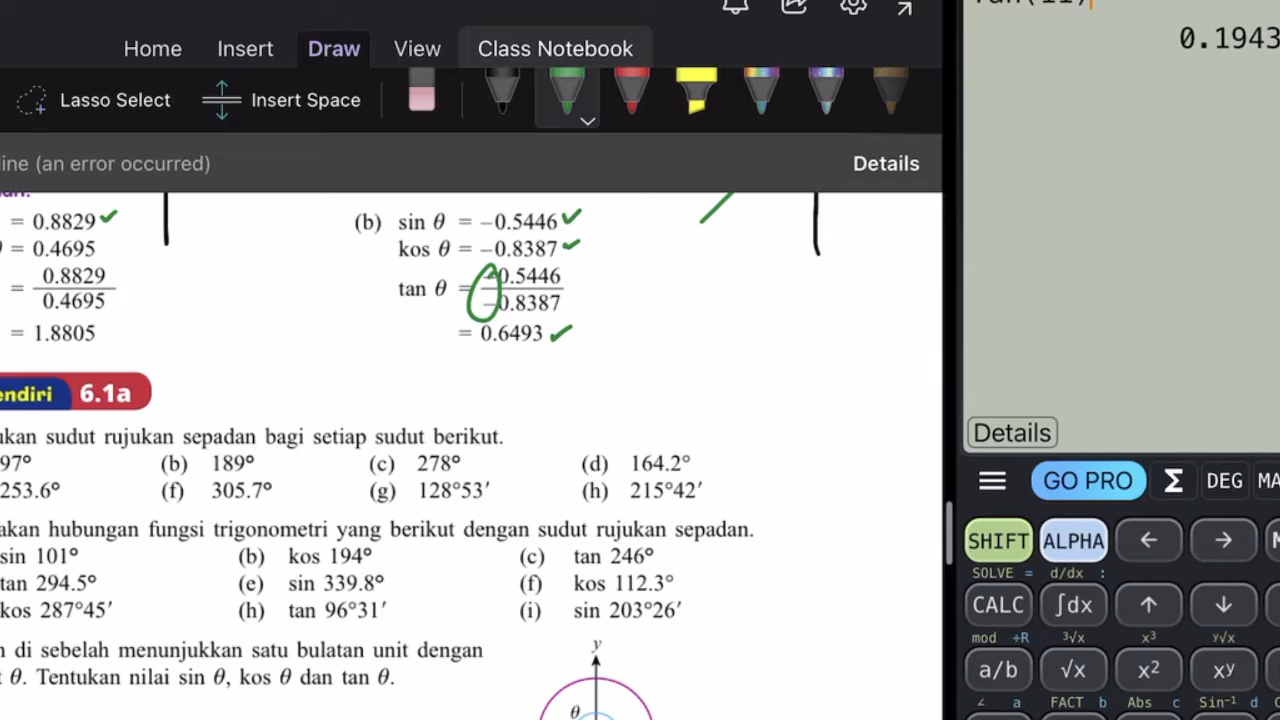 Home Insert Draw View Class Notebook
0.1943
Lasso Select Insert Space
ine (an error occurred) Details
= 0.8829 (b) sin θ = −0.5446
θ = 0.4695 kos θ = −0.8387
= 0.8829 / 0.4695 tan θ = −0.5446 / −0.8387
= 1.8805 = 0.6493
endiri 6.1a
ukan sudut rujukan sepadan bagi setiap sudut berikut.
97° (b) 189° (c) 278° (d) 164.2°
253.6° (f) 305.7° (g) 128°53′ (h) 215°42′
akan hubungan fungsi trigonometri yang berikut dengan sudut rujukan sepadan.
sin 101° (b) kos 194° (c) tan 246°
tan 294.5° (e) sin 339.8° (f) kos 112.3°
kos 287°45′ (h) tan 96°31′ (i) sin 203°26′
h di sebelah menunjukkan satu bulatan unit dengan
t θ. Tentukan nilai sin θ, kos θ dan tan θ.
y
θ
Details
GO PRO Σ DEG MA
SHIFT ALPHA ← → M
SOLVE = d/dx :
CALC ∫dx ↑ ↓
mod ÷R ³√x x³ ʸ√x
a/b √x x² xʸ
∠ a FACT b Abs c Sin⁻¹ d